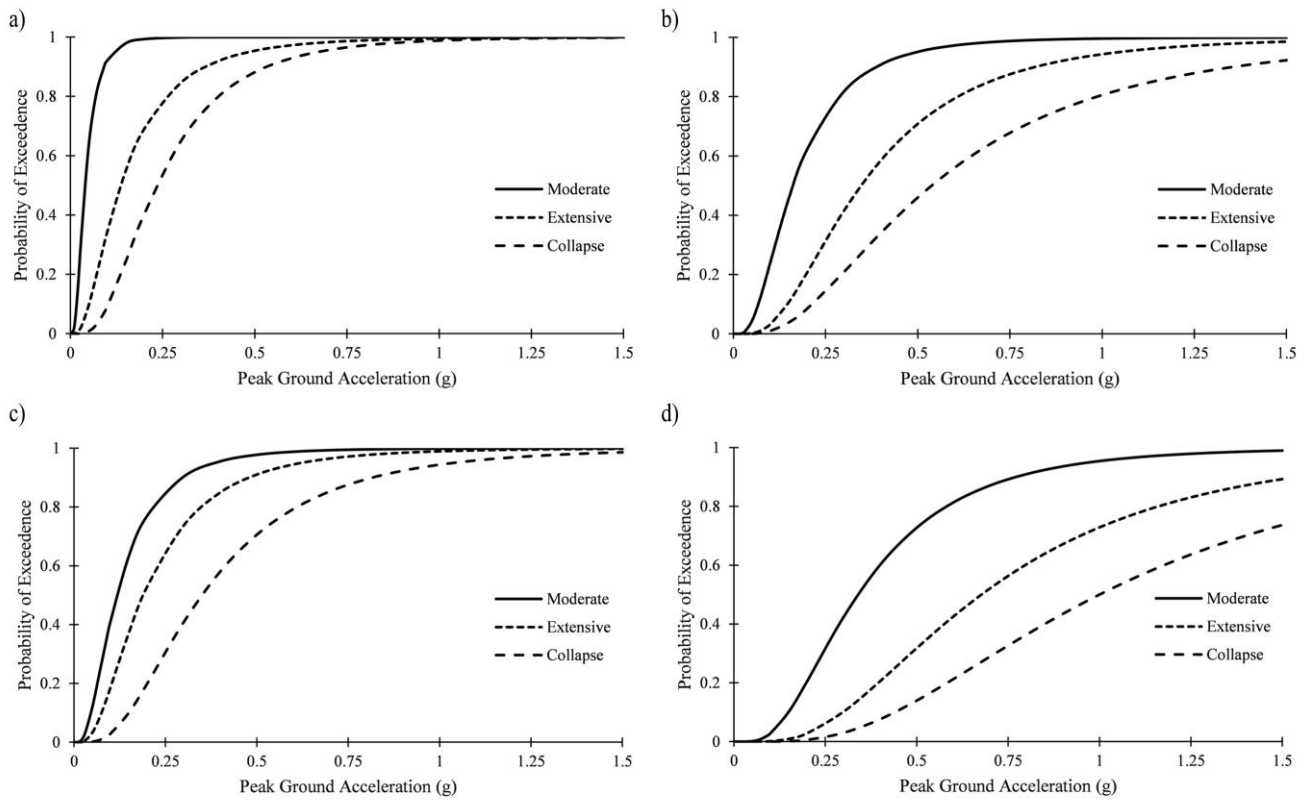 a)
1
0.8
0.6
0.4
0.2
0
Probability of Exceedence
Moderate
Extensive
Collapse
0 0.25 0.5 0.75 1 1.25 1.5
Peak Ground Acceleration (g)
b)
1
0.8
0.6
0.4
0.2
0
Probability of Exceedence
Moderate
Extensive
Collapse
0 0.25 0.5 0.75 1 1.25 1.5
Peak Ground Acceleration (g)
c)
1
0.8
0.6
0.4
0.2
0
Probability of Exceedence
Moderate
Extensive
Collapse
0 0.25 0.5 0.75 1 1.25 1.5
Peak Ground Acceleration (g)
d)
1
0.8
0.6
0.4
0.2
0
Probability of Exceedence
Moderate
Extensive
Collapse
0 0.25 0.5 0.75 1 1.25 1.5
Peak Ground Acceleration (g)